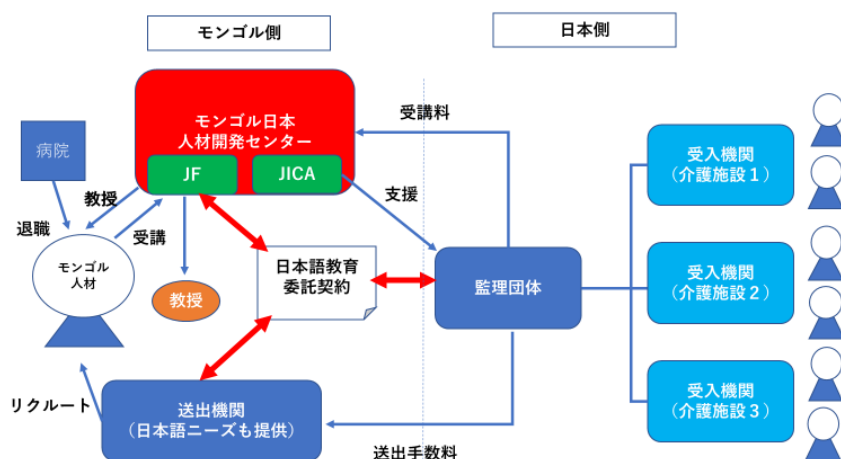 モンゴル側
日本側
モンゴル日本
人材開発センター
JF
JICA
受講料
病院
教授
支援
退職
受講
モンゴル
人材
教授
日本語教育
委託契約
監理団体
受入機関
（介護施設１）
受入機関
（介護施設２）
受入機関
（介護施設３）
リクルート
送出機関
（日本語ニーズも提供）
送出手数料